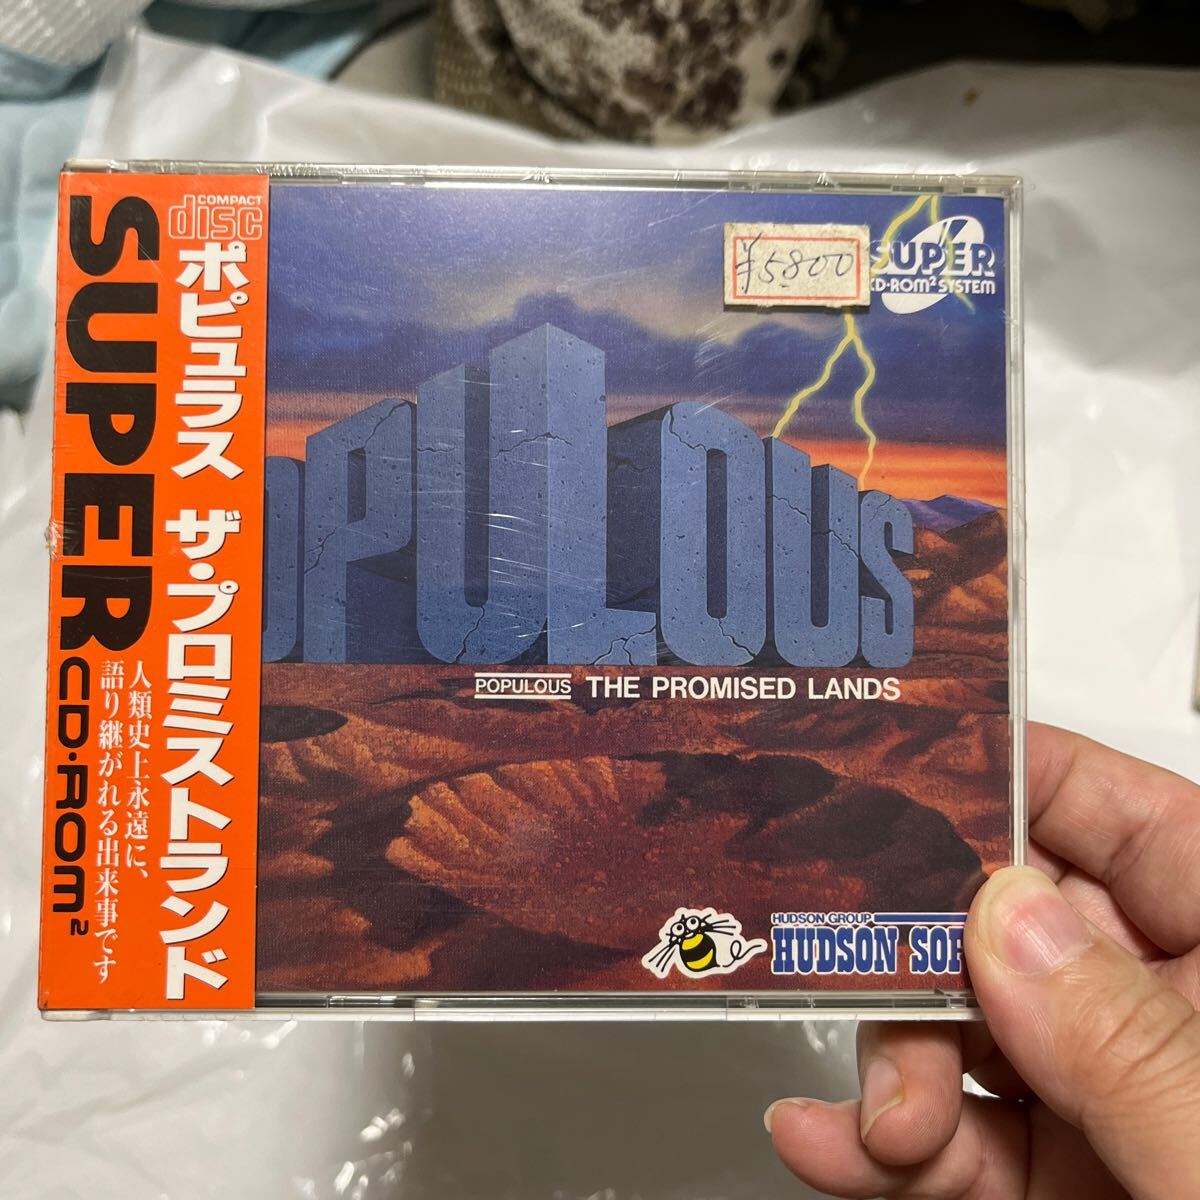 COMPACT
disc
SUPER
CD-ROM²
ポピュラス ザ・プロミストランド
人類史上永遠に、
語り継がれる出来事です
¥5800
SUPER
CD-ROM² SYSTEM
OPULOUS
POPULOUS THE PROMISED LANDS
HUDSON GROUP
HUDSON SOF